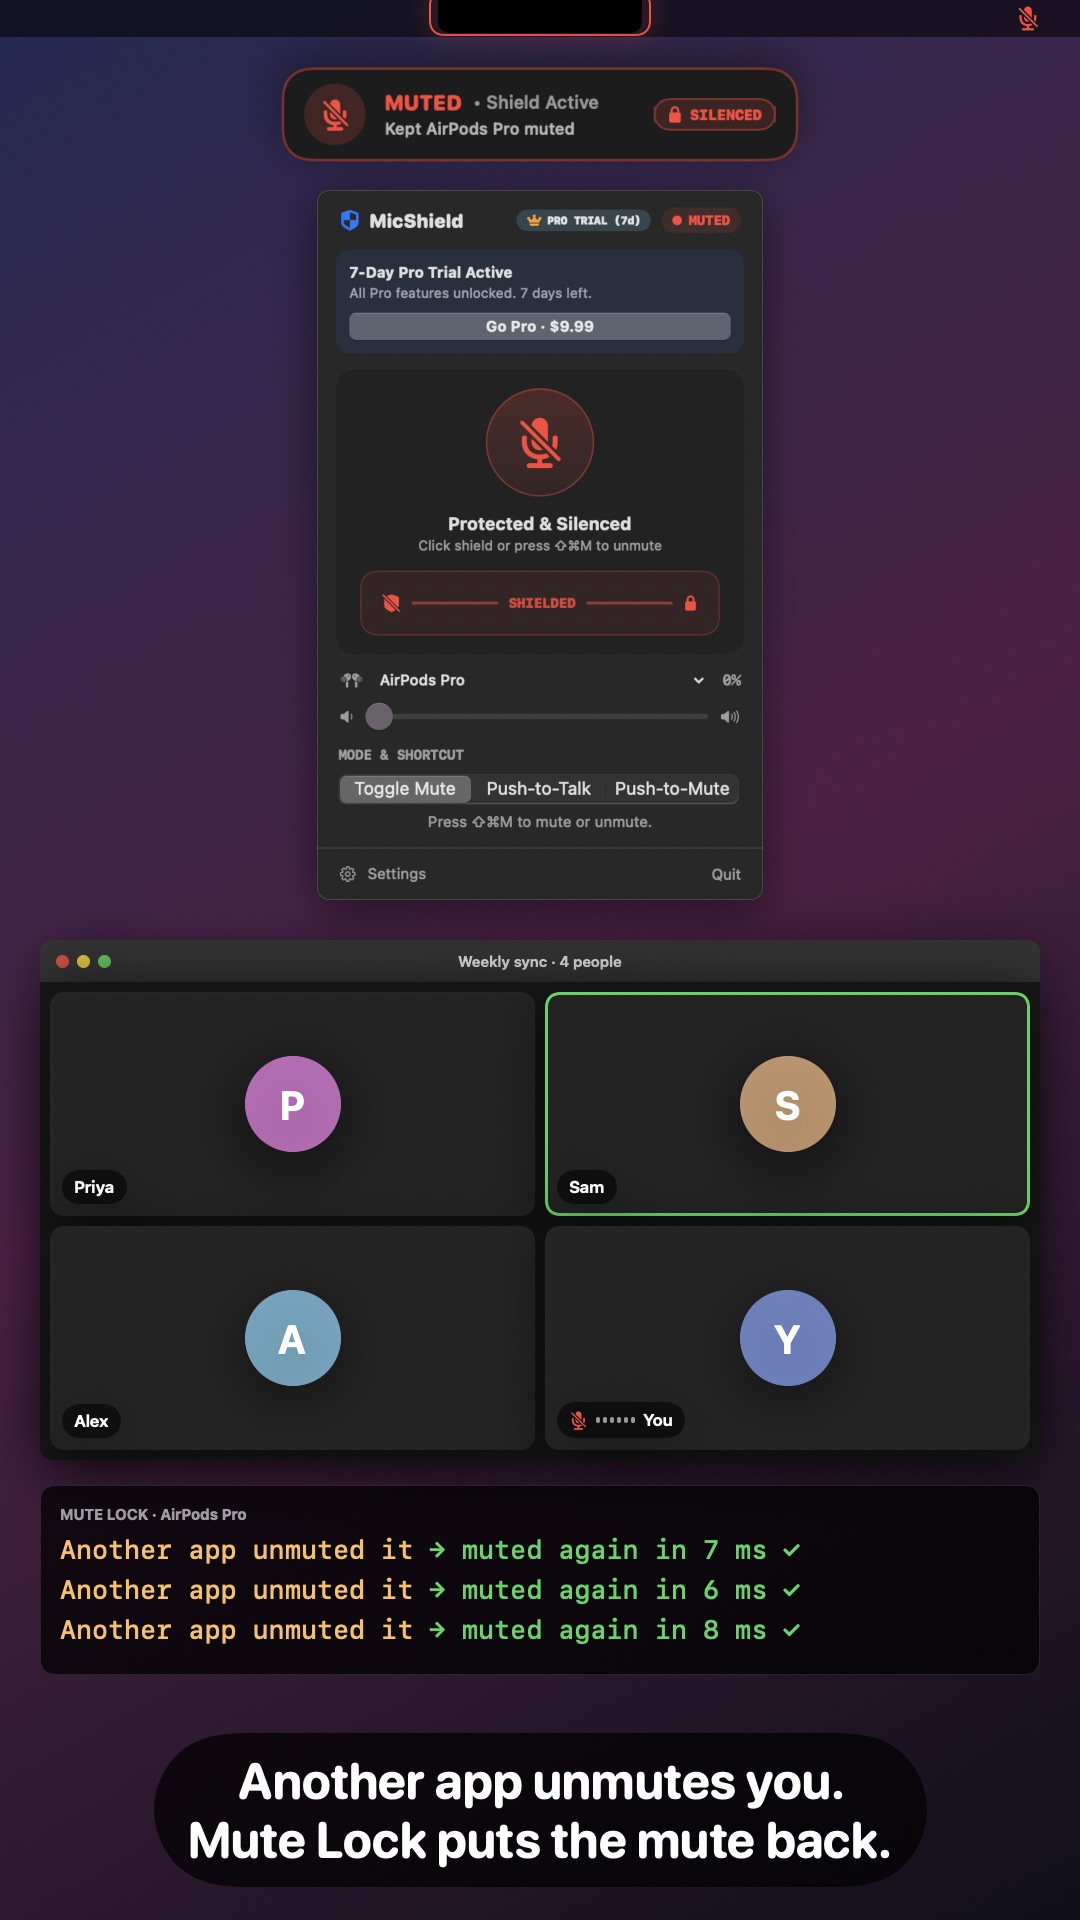 MUTED • Shield Active
Kept AirPods Pro muted
SILENCED
MicShield
PRO TRIAL (7d)
MUTED
7-Day Pro Trial Active
All Pro features unlocked. 7 days left.
Go Pro · $9.99
Protected & Silenced
Click shield or press ⇧⌘M to unmute
SHIELDED
AirPods Pro
0%
MODE & SHORTCUT
Toggle Mute
Push-to-Talk
Push-to-Mute
Press ⇧⌘M to mute or unmute.
Settings
Quit
Weekly sync · 4 people
P
Priya
S
Sam
A
Alex
Y
You
MUTE LOCK · AirPods Pro
Another app unmuted it → muted again in 7 ms ✓
Another app unmuted it → muted again in 6 ms ✓
Another app unmuted it → muted again in 8 ms ✓
Another app unmutes you.
Mute Lock puts the mute back.